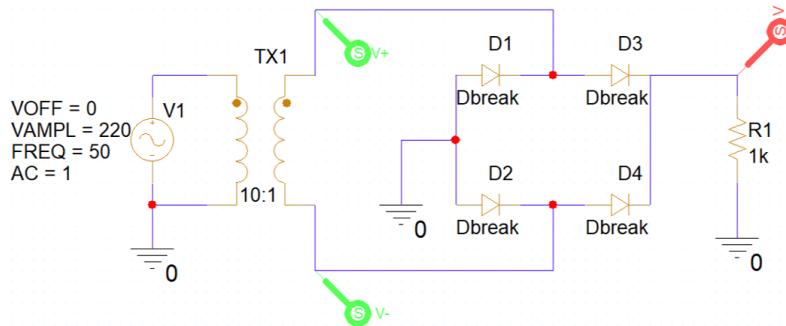 V
S
S
V+
TX1
D1
D3
VOFF = 0
VAMPL = 220
FREQ = 50
AC = 1
V1
+
-
Dbreak
Dbreak
R1
1k
10:1
D2
D4
0
Dbreak
Dbreak
0
0
S
V-